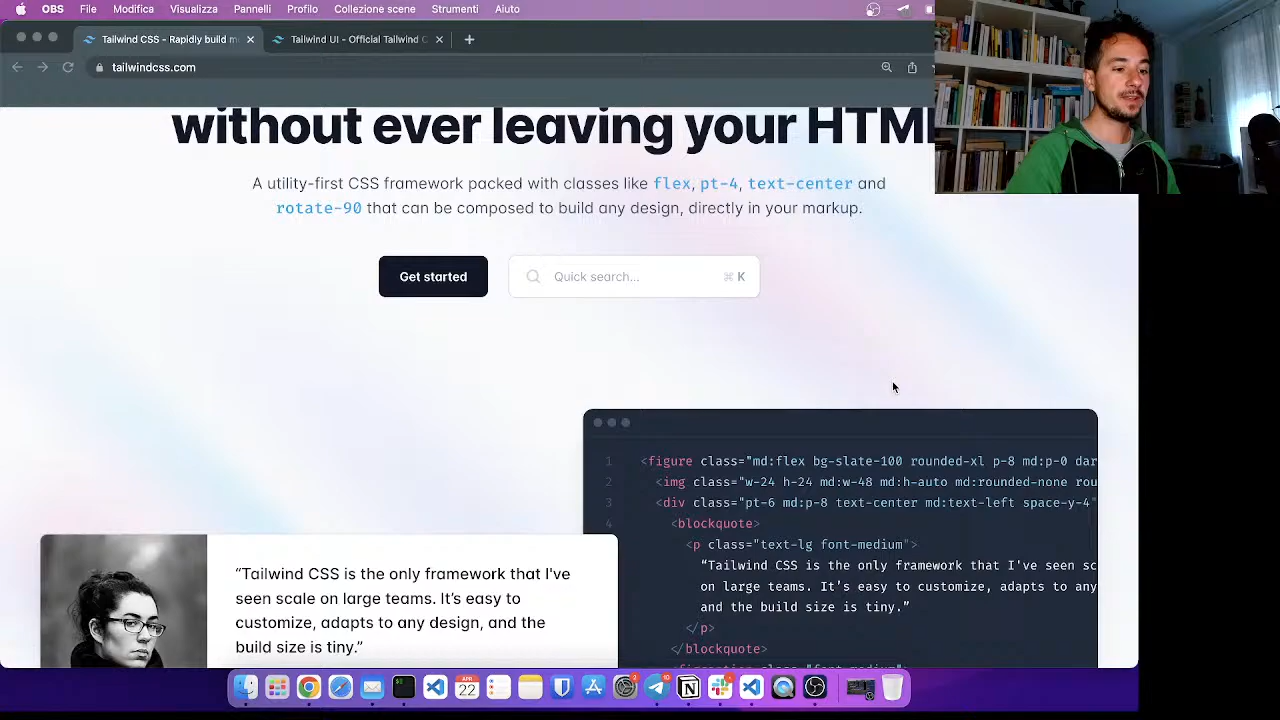 OBS File Modifica Visualizza Pannelli Profilo Collezione scene Strumenti Aiuto
Tailwind CSS - Rapidly build m Tailwind UI - Official Tailwind C
tailwindcss.com
without ever leaving your HTM
A utility-first CSS framework packed with classes like flex, pt-4, text-center and
rotate-90 that can be composed to build any design, directly in your markup.
Get started
Quick search... ⌘ K
1 <figure class="md:flex bg-slate-100 rounded-xl p-8 md:p-0 dar
2 <img class="w-24 h-24 md:w-48 md:h-auto md:rounded-none rou
3 <div class="pt-6 md:p-8 text-center md:text-left space-y-4"
4 <blockquote>
<p class="text-lg font-medium">
“Tailwind CSS is the only framework that I've seen sc
on large teams. It’s easy to customize, adapts to any
and the build size is tiny.”
</p>
</blockquote>
“Tailwind CSS is the only framework that I've
seen scale on large teams. It’s easy to
customize, adapts to any design, and the
build size is tiny.”
APR
22
2
10